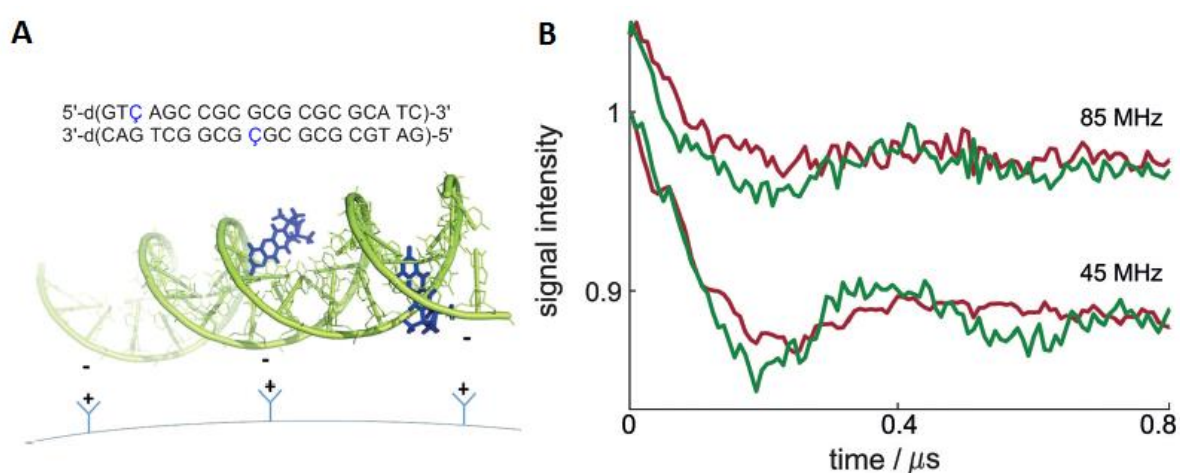 A
5'-d(GTÇ AGC CGC GCG CGC GCA TC)-3'
3'-d(CAG TCG GCG ÇGC GCG CGT AG)-5'
- - -
+ + +
B
signal intensity
1
0.9
85 MHz
45 MHz
0 0.4 0.8
time / μs